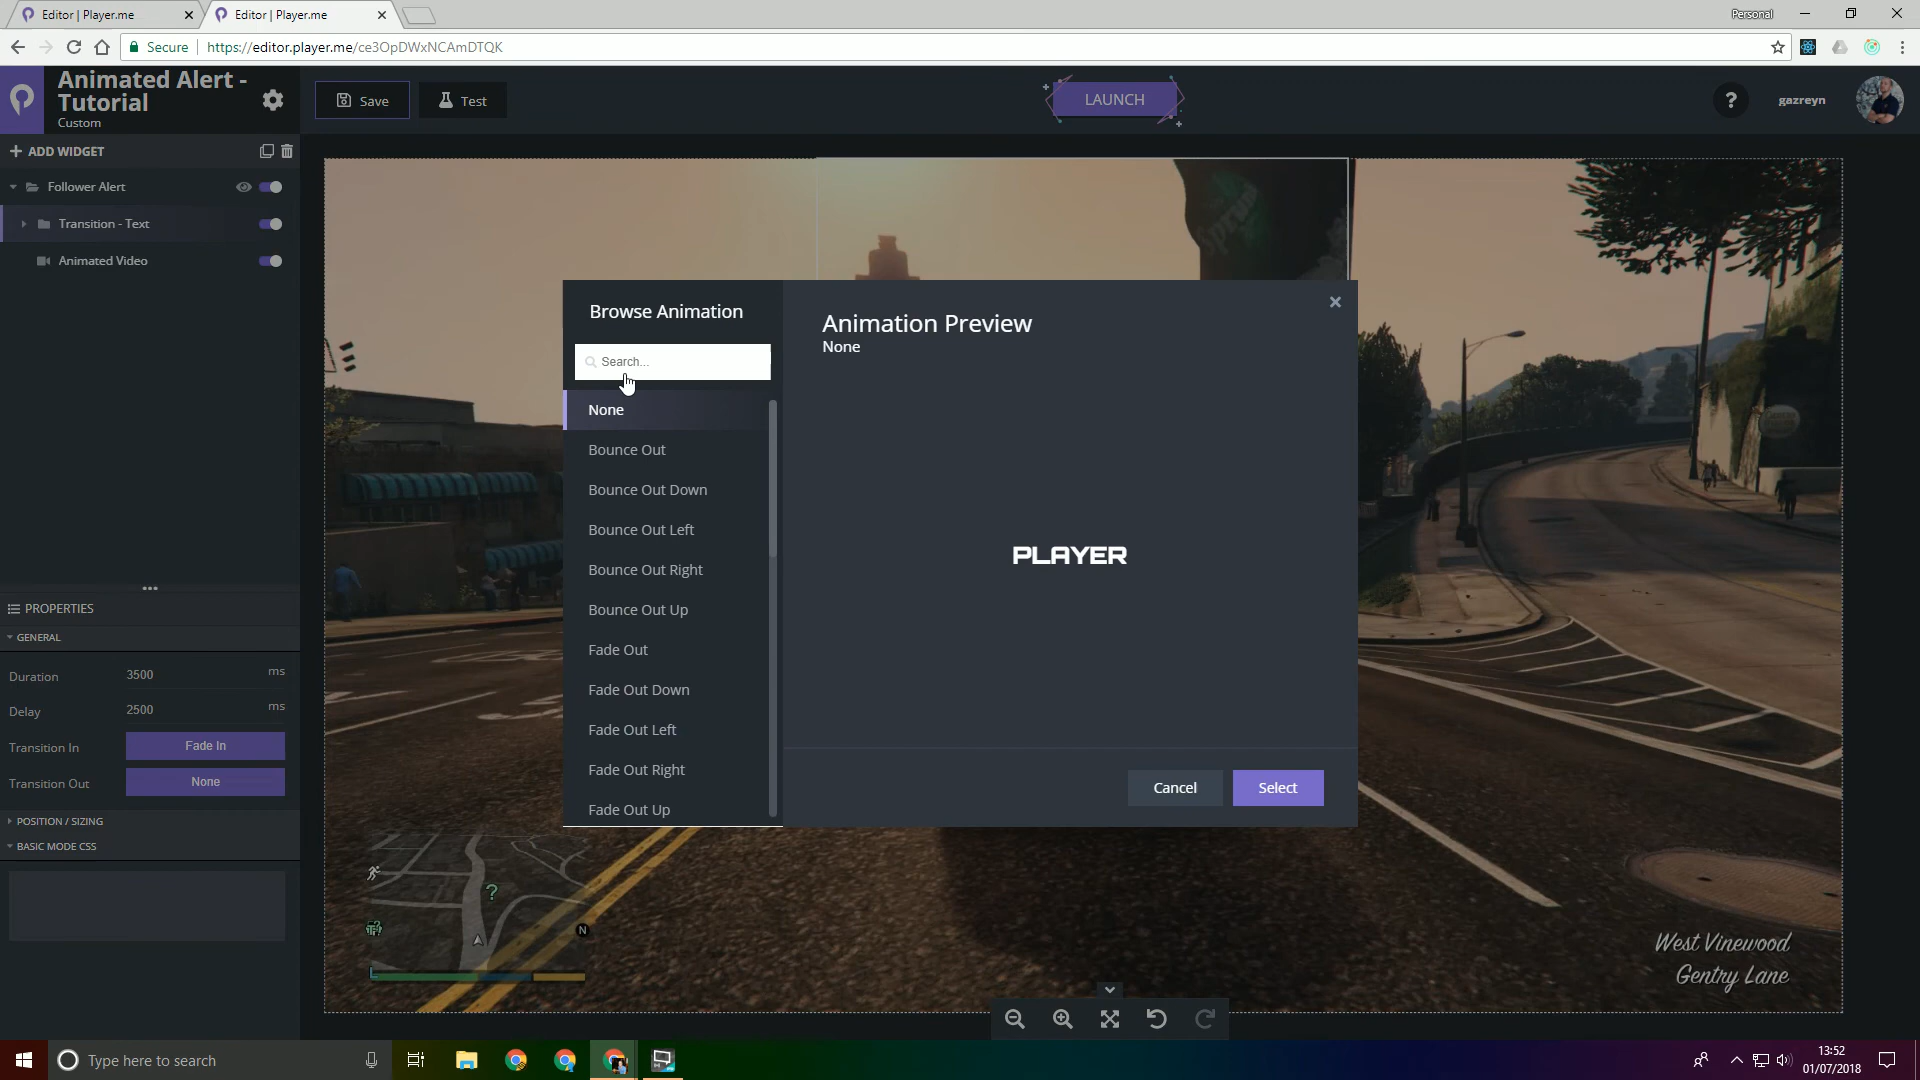 Editor | Player.me
Editor | Player.me
Personal
Secure
https://editor.player.me/ce3OpDWxNCAmDTQK
Animated Alert -
Tutorial
Custom
Save
Test
LAUNCH
?
gazreyn
ADD WIDGET
Follower Alert
Transition - Text
Animated Video
PROPERTIES
GENERAL
Duration 3500 ms
Delay 2500 ms
Transition In Fade In
Transition Out None
POSITION / SIZING
BASIC MODE CSS
Browse Animation
Search...
None
Bounce Out
Bounce Out Down
Bounce Out Left
Bounce Out Right
Bounce Out Up
Fade Out
Fade Out Down
Fade Out Left
Fade Out Right
Fade Out Up
Animation Preview
None
PLAYER
Cancel
Select
Sprunk
?
N
L
West Vinewood
Gentry Lane
Type here to search
13:52
01/07/2018